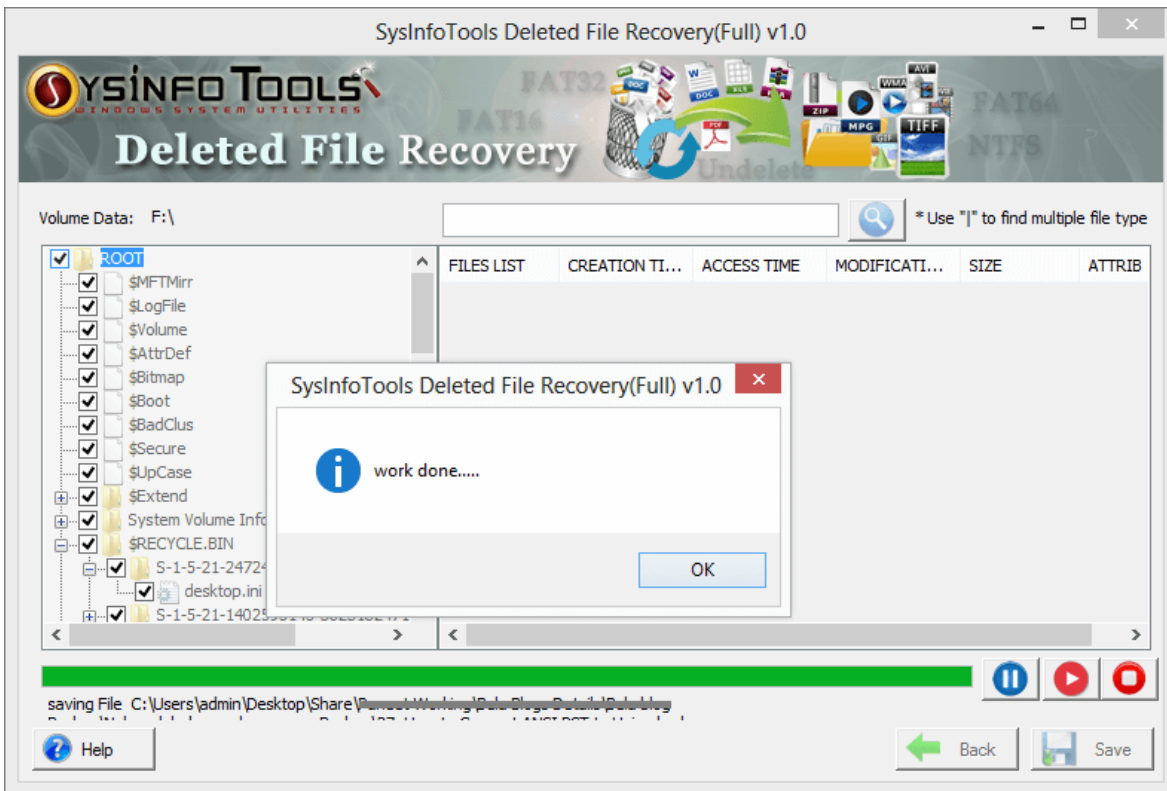 SysInfoTools Deleted File Recovery(Full) v1.0
SYSINFO TOOLS
WINDOWS SYSTEM UTILITIES
Deleted File Recovery
FAT32
FAT16
Undelete
FAT64
NTFS
DOC
W
DOC
XLS
PDF
ZIP
MPG
WMA
AVI
GIF
TIFF
Volume Data: F:\
* Use "|" to find multiple file type
ROOT
$MFTMirr
$LogFile
$Volume
$AttrDef
$Bitmap
$Boot
$BadClus
$Secure
$UpCase
$Extend
System Volume Info
$RECYCLE.BIN
S-1-5-21-24724
desktop.ini
FILES LIST CREATION TI... ACCESS TIME MODIFICATI... SIZE ATTRIB
SysInfoTools Deleted File Recovery(Full) v1.0
work done.....
OK
saving File C:\Users\admin\Desktop\Share\
Help
Back
Save